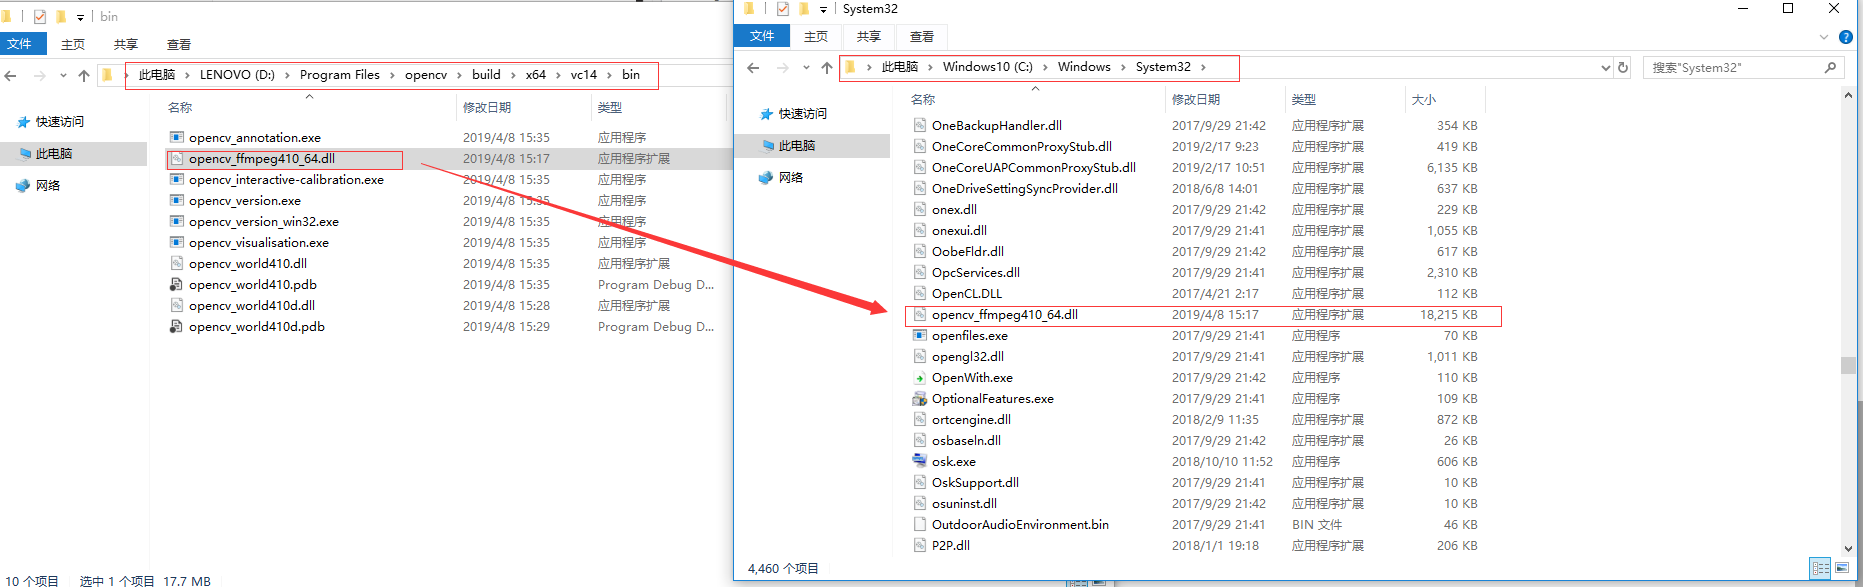 bin
文件 主页 共享 查看
此电脑 LENOVO (D:) Program Files opencv build x64 vc14 bin
快速访问
此电脑
网络
名称 修改日期 类型
opencv_annotation.exe 2019/4/8 15:35 应用程序
opencv_ffmpeg410_64.dll 2019/4/8 15:17 应用程序扩展
opencv_interactive-calibration.exe 2019/4/8 15:35 应用程序
opencv_version.exe 2019/4/8 15:35 应用程序
opencv_version_win32.exe 2019/4/8 15:35 应用程序
opencv_visualisation.exe 2019/4/8 15:35 应用程序
opencv_world410.dll 2019/4/8 15:35 应用程序扩展
opencv_world410.pdb 2019/4/8 15:35 Program Debug D...
opencv_world410d.dll 2019/4/8 15:28 应用程序扩展
opencv_world410d.pdb 2019/4/8 15:29 Program Debug D...
10 个项目 选中 1 个项目 17.7 MB
System32
文件 主页 共享 查看
此电脑 Windows10 (C:) Windows System32
搜索"System32"
快速访问
此电脑
网络
名称 修改日期 类型 大小
OneBackupHandler.dll 2017/9/29 21:42 应用程序扩展 354 KB
OneCoreCommonProxyStub.dll 2019/2/17 9:23 应用程序扩展 419 KB
OneCoreUAPCommonProxyStub.dll 2019/2/17 10:51 应用程序扩展 6,135 KB
OneDriveSettingSyncProvider.dll 2018/6/8 14:01 应用程序扩展 637 KB
onex.dll 2017/9/29 21:42 应用程序扩展 229 KB
onexui.dll 2017/9/29 21:41 应用程序扩展 1,055 KB
OobeFldr.dll 2017/9/29 21:42 应用程序扩展 617 KB
OpcServices.dll 2017/9/29 21:41 应用程序扩展 2,310 KB
OpenCL.DLL 2017/4/21 2:17 应用程序扩展 112 KB
opencv_ffmpeg410_64.dll 2019/4/8 15:17 应用程序扩展 18,215 KB
openfiles.exe 2017/9/29 21:41 应用程序 70 KB
opengl32.dll 2017/9/29 21:41 应用程序扩展 1,011 KB
OpenWith.exe 2017/9/29 21:42 应用程序 110 KB
OptionalFeatures.exe 2017/9/29 21:41 应用程序 109 KB
ortcengine.dll 2018/2/9 11:35 应用程序扩展 872 KB
osbaseln.dll 2017/9/29 21:42 应用程序扩展 26 KB
osk.exe 2018/10/10 11:52 应用程序 606 KB
OskSupport.dll 2017/9/29 21:41 应用程序扩展 10 KB
osuninst.dll 2017/9/29 21:42 应用程序扩展 10 KB
OutdoorAudioEnvironment.bin 2017/9/29 21:41 BIN 文件 46 KB
P2P.dll 2018/1/1 19:18 应用程序扩展 206 KB
4,460 个项目